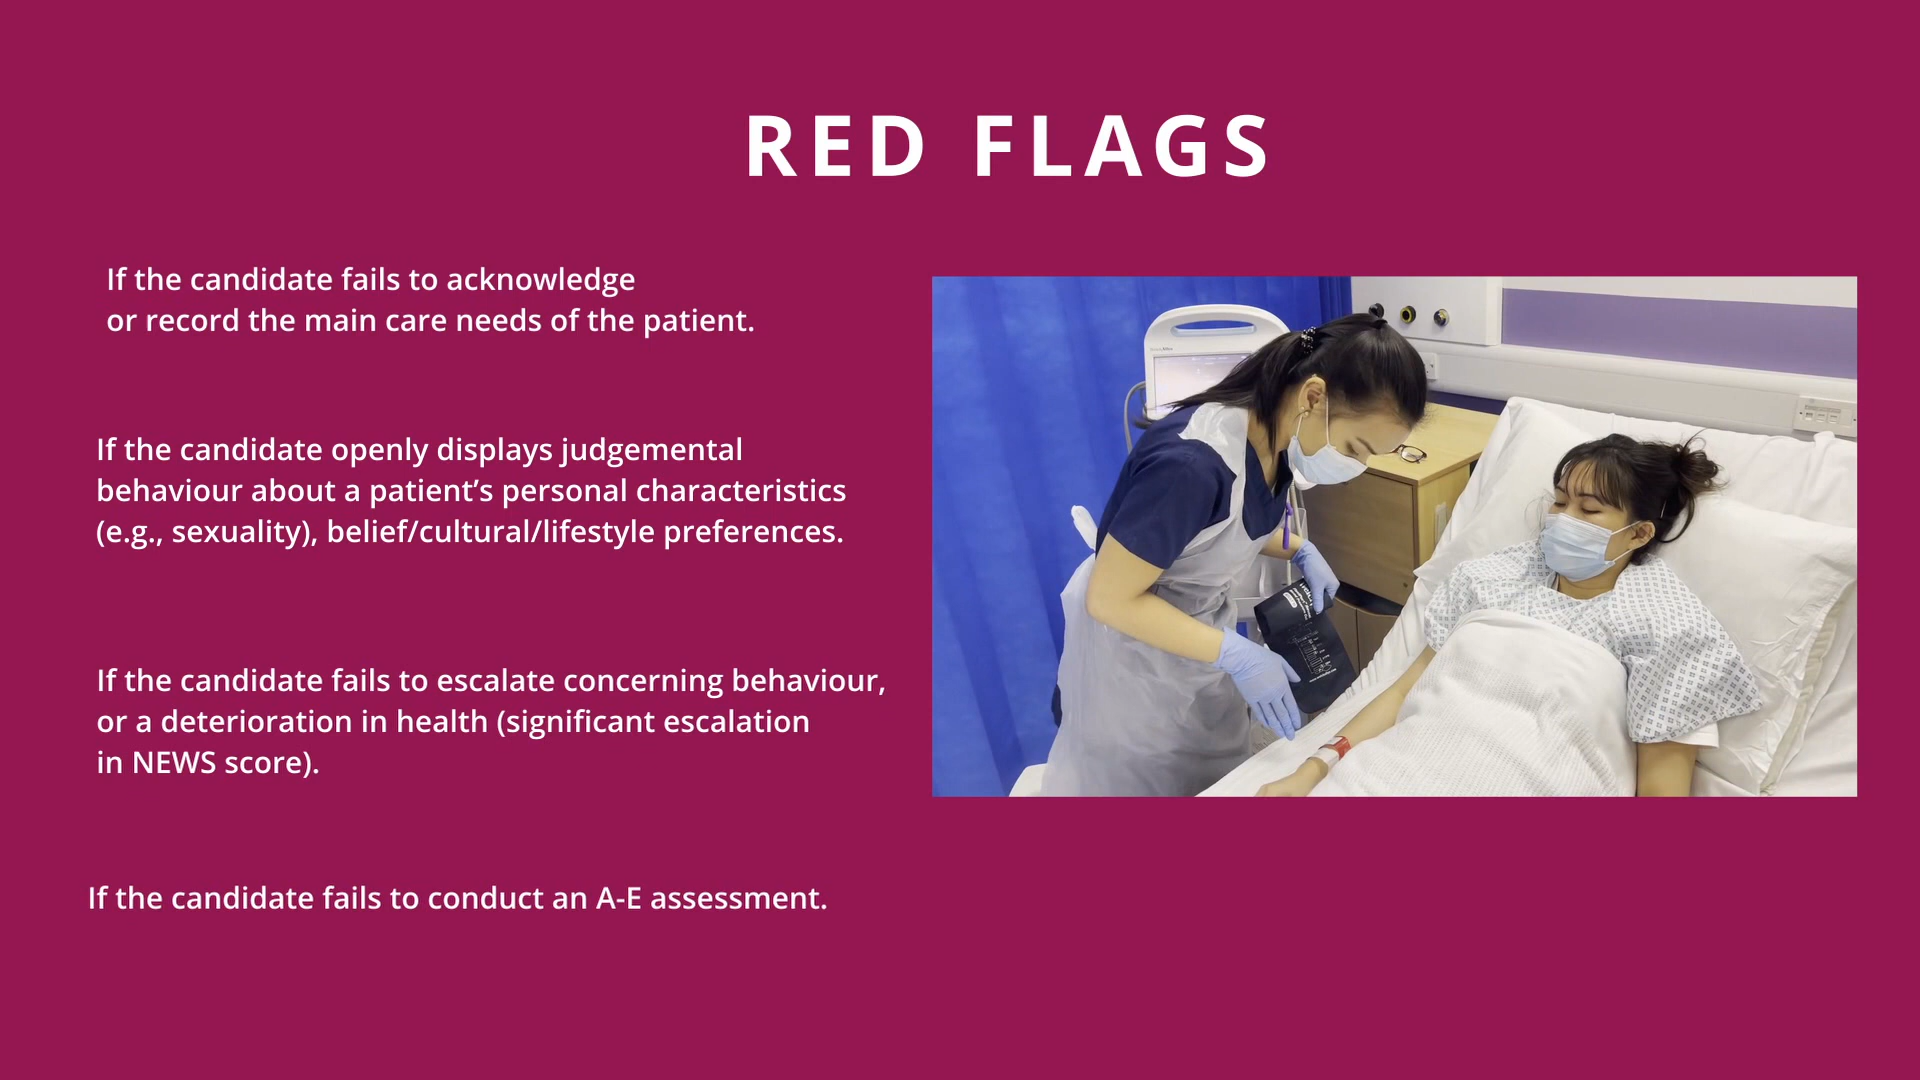 RED FLAGS
If the candidate fails to acknowledge
or record the main care needs of the patient.
If the candidate openly displays judgemental
behaviour about a patient’s personal characteristics
(e.g., sexuality), belief/cultural/lifestyle preferences.
If the candidate fails to escalate concerning behaviour,
or a deterioration in health (significant escalation
in NEWS score).
If the candidate fails to conduct an A-E assessment.